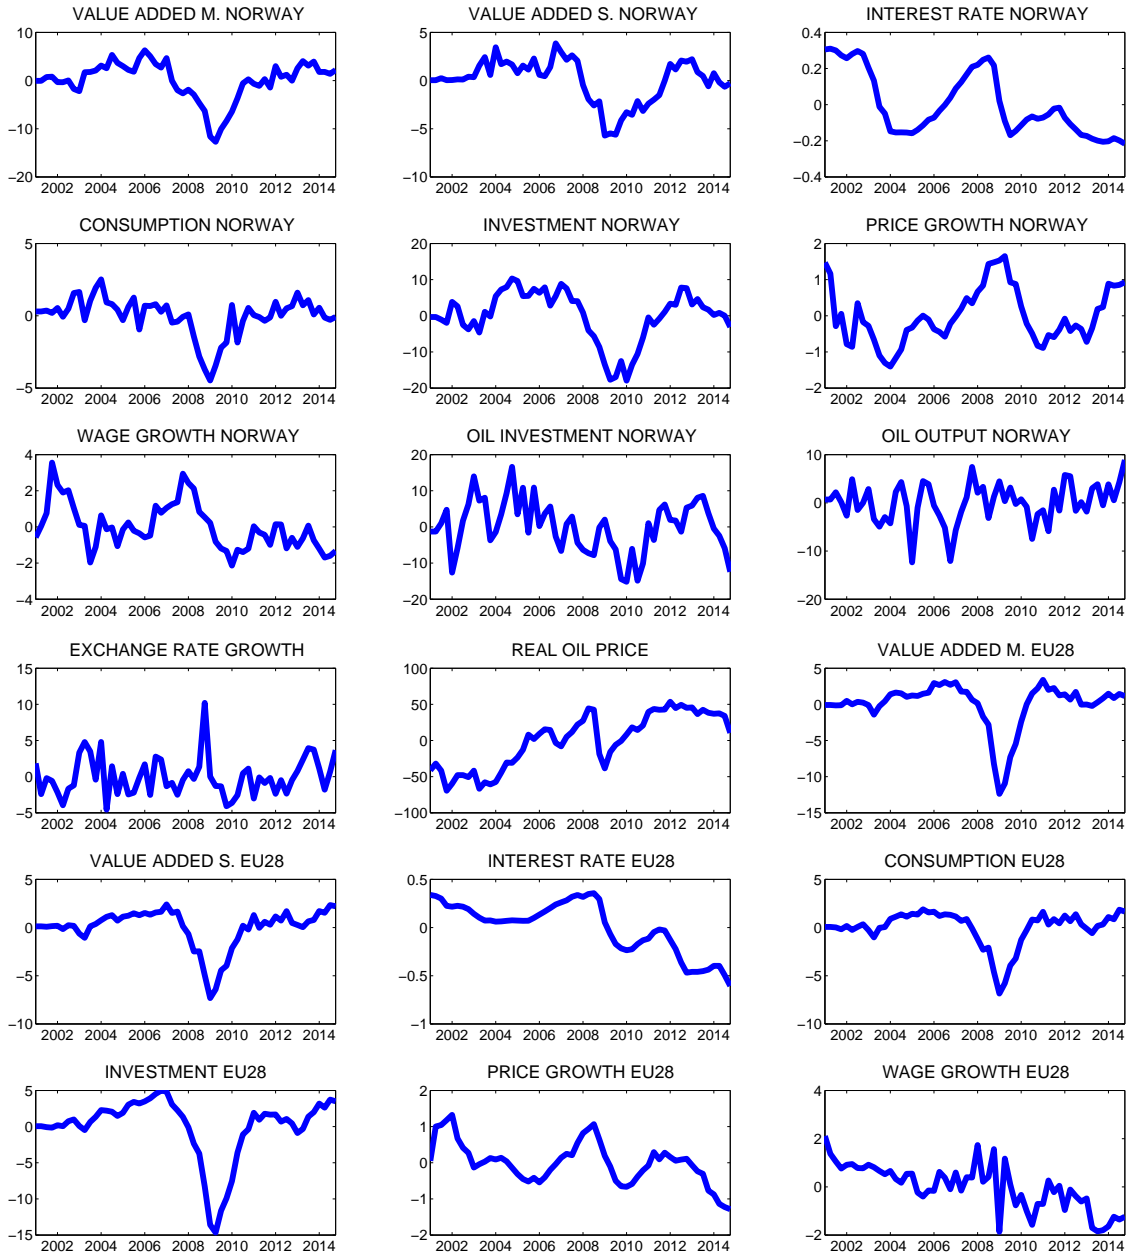 VALUE ADDED M. NORWAY
VALUE ADDED S. NORWAY
INTEREST RATE NORWAY
10
0
−10
−20
2002 2004 2006 2008 2010 2012 2014
5
0
−5
−10
2002 2004 2006 2008 2010 2012 2014
0.4
0.2
0
−0.2
−0.4
2002 2004 2006 2008 2010 2012 2014
CONSUMPTION NORWAY
INVESTMENT NORWAY
PRICE GROWTH NORWAY
5
0
−5
2002 2004 2006 2008 2010 2012 2014
20
10
0
−10
−20
2002 2004 2006 2008 2010 2012 2014
2
1
0
−1
−2
2002 2004 2006 2008 2010 2012 2014
WAGE GROWTH NORWAY
OIL INVESTMENT NORWAY
OIL OUTPUT NORWAY
4
2
0
−2
−4
2002 2004 2006 2008 2010 2012 2014
20
10
0
−10
−20
2002 2004 2006 2008 2010 2012 2014
10
0
−10
−20
2002 2004 2006 2008 2010 2012 2014
EXCHANGE RATE GROWTH
REAL OIL PRICE
VALUE ADDED M. EU28
15
10
5
0
−5
2002 2004 2006 2008 2010 2012 2014
100
50
0
−50
−100
2002 2004 2006 2008 2010 2012 2014
5
0
−5
−10
−15
2002 2004 2006 2008 2010 2012 2014
VALUE ADDED S. EU28
INTEREST RATE EU28
CONSUMPTION EU28
5
0
−5
−10
2002 2004 2006 2008 2010 2012 2014
0.5
0
−0.5
−1
2002 2004 2006 2008 2010 2012 2014
5
0
−5
−10
2002 2004 2006 2008 2010 2012 2014
INVESTMENT EU28
PRICE GROWTH EU28
WAGE GROWTH EU28
5
0
−5
−10
−15
2002 2004 2006 2008 2010 2012 2014
2
1
0
−1
−2
2002 2004 2006 2008 2010 2012 2014
4
2
0
−2
2002 2004 2006 2008 2010 2012 2014